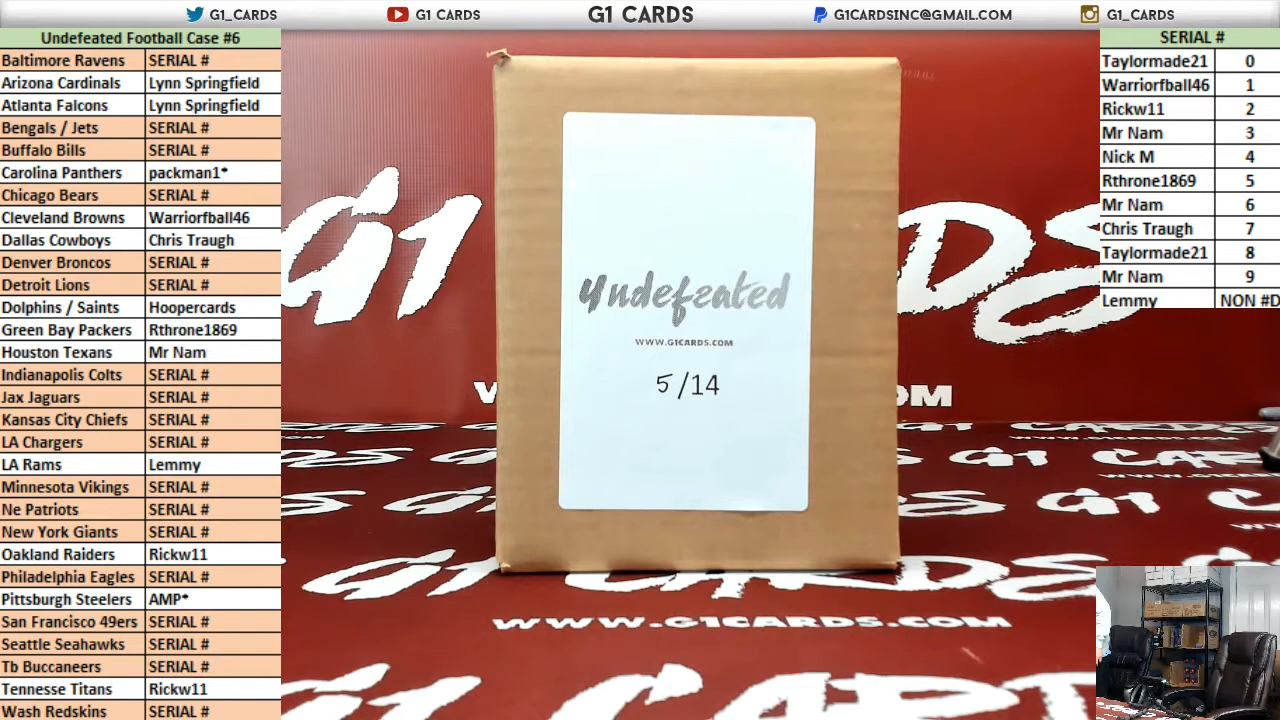 G1_CARDS
G1 CARDS
G1 CARDS
G1CARDSINC@GMAIL.COM
G1_CARDS
Undefeated Football Case #6
Baltimore Ravens SERIAL #
Arizona Cardinals Lynn Springfield
Atlanta Falcons Lynn Springfield
Bengals / Jets SERIAL #
Buffalo Bills SERIAL #
Carolina Panthers packman1*
Chicago Bears SERIAL #
Cleveland Browns Warriorfball46
Dallas Cowboys Chris Traugh
Denver Broncos SERIAL #
Detroit Lions SERIAL #
Dolphins / Saints Hoopercards
Green Bay Packers Rthrone1869
Houston Texans Mr Nam
Indianapolis Colts SERIAL #
Jax Jaguars SERIAL #
Kansas City Chiefs SERIAL #
LA Chargers SERIAL #
LA Rams Lemmy
Minnesota Vikings SERIAL #
Ne Patriots SERIAL #
New York Giants SERIAL #
Oakland Raiders Rickw11
Philadelphia Eagles SERIAL #
Pittsburgh Steelers AMP*
San Francisco 49ers SERIAL #
Seattle Seahawks SERIAL #
Tb Buccaneers SERIAL #
Tennesse Titans Rickw11
Wash Redskins SERIAL #
Undefeated
WWW.G1CARDS.COM
5/14
G1 CARDS
WWW.G1CARDS.COM
G1 CARDS
SERIAL #
Taylormade21 0
Warriorfball46 1
Rickw11 2
Mr Nam 3
Nick M 4
Rthrone1869 5
Mr Nam 6
Chris Traugh 7
Taylormade21 8
Mr Nam 9
Lemmy NON #D